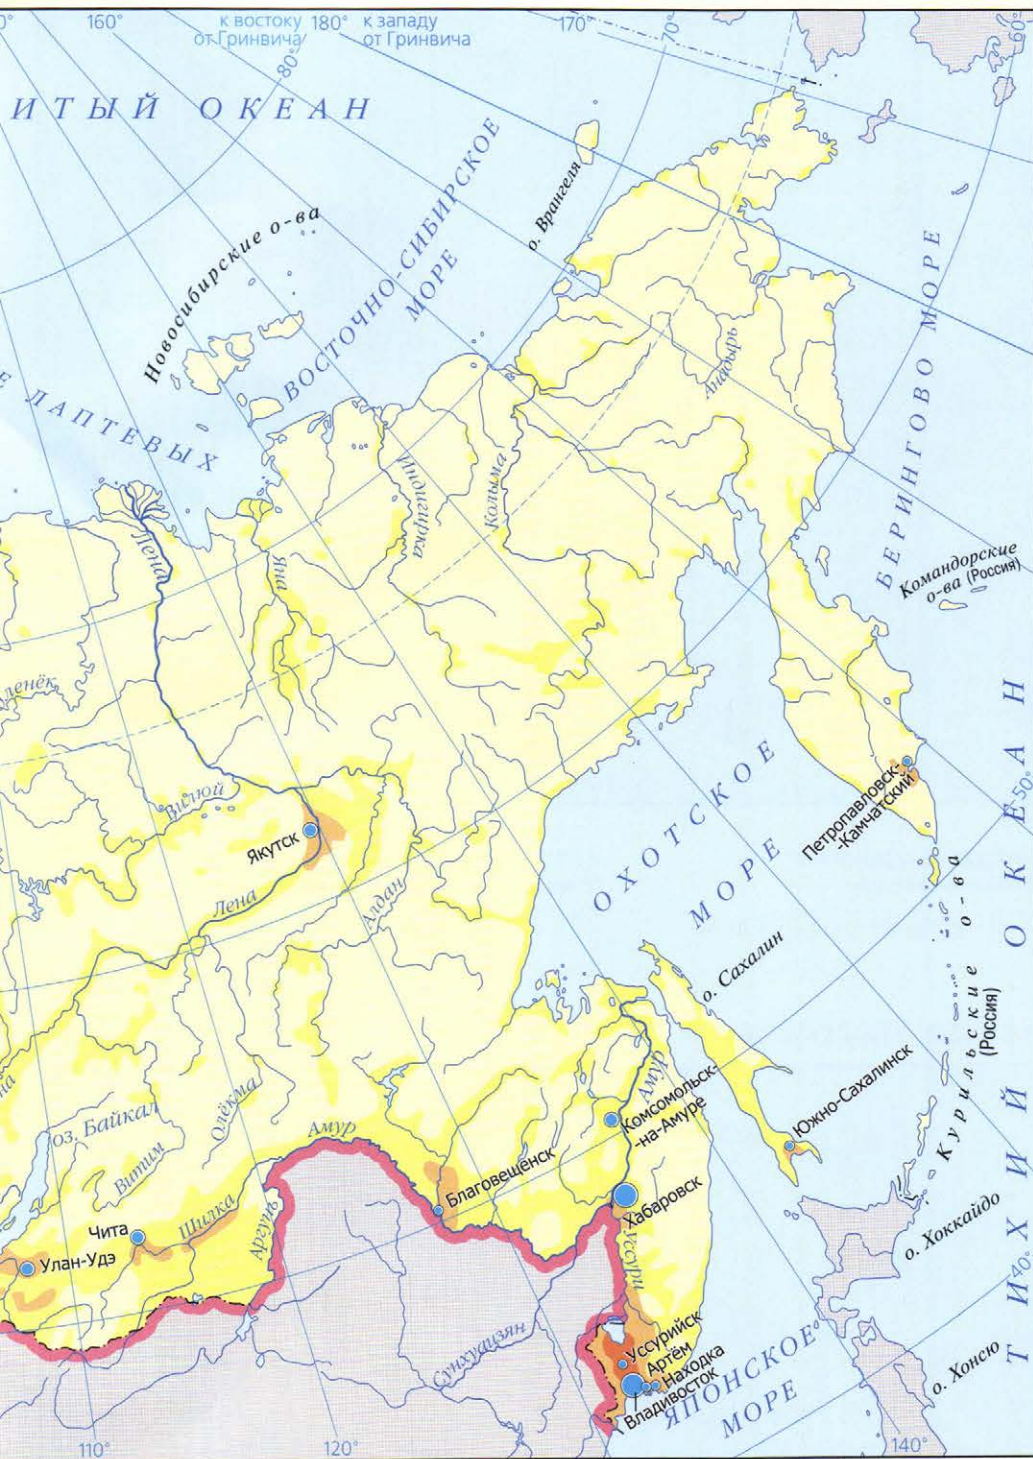 160°
к востоку
от Гринвича
180°
к западу
от Гринвича
170°
70°
60°
80°
ИТЫЙ ОКЕАН
Новосибирские о-ва
ВОСТОЧНО-СИБИРСКОЕ
МОРЕ
о. Врангеля
БЕРИНГОВО МОРЕ
Е ЛАПТЕВЫХ
Анадырь
Индигирка
Колыма
Лена
Яна
Командорские
о-ва (Россия)
ленёк
Вилюй
Якутск
Лена
Алдан
ОХОТСКОЕ
МОРЕ
Петропавловск-
-Камчатский
50°
о. Сахалин
Курильские о-ва
(Россия)
ТИХИЙ ОКЕАН
на
оз. Байкал
Витим
Олёкма
Амур
Амур
Комсомольск-
-на-Амуре
Южно-Сахалинск
Благовещенск
Хабаровск
Чита
Шилка
Аргунь
Улан-Удэ
Уссури
о. Хоккайдо
40°
Сунхуацзян
Уссурийск
Артём
Находка
Владивосток
ЯПОНСКОЕ
МОРЕ
о. Хонсю
110°
120°
140°